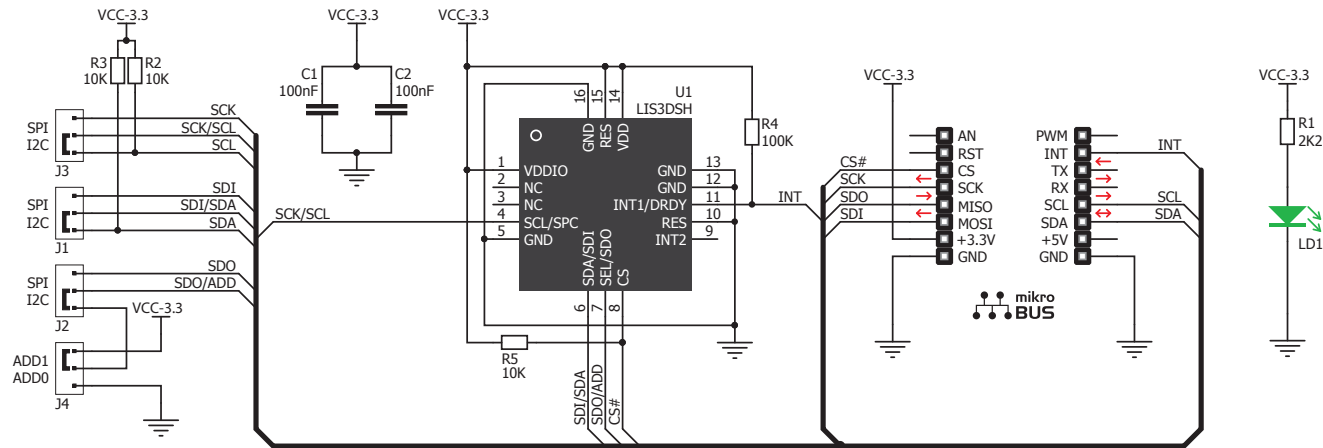 VCC-3.3
R3
10K
R2
10K
SCK
SPI
I2C
SCK/SCL
SCL
J3
SDI
SPI
I2C
SDI/SDA
SDA
J1
SDO
SPI
I2C
SDO/ADD
J2
VCC-3.3
ADD1
ADD0
J4
VCC-3.3
C1
100nF
C2
100nF
VCC-3.3
SCK/SCL
U1
LIS3DSH
16
15
14
GND
RES
VDD
1
VDDIO
2
NC
3
NC
4
SCL/SPC
5
GND
GND
13
GND
12
INT1/DRDY
11
RES
10
INT2
9
SDA/SDI
SEL/SDO
CS
6
7
8
R4
100K
INT
R5
10K
SDI/SDA
SDO/ADD
CS#
VCC-3.3
CS#
SCK
SDO
SDI
AN
RST
CS
SCK
MISO
MOSI
+3.3V
GND
PWM
INT
TX
RX
SCL
SDA
+5V
GND
INT
SCL
SDA
mikro
BUS
VCC-3.3
R1
2K2
LD1